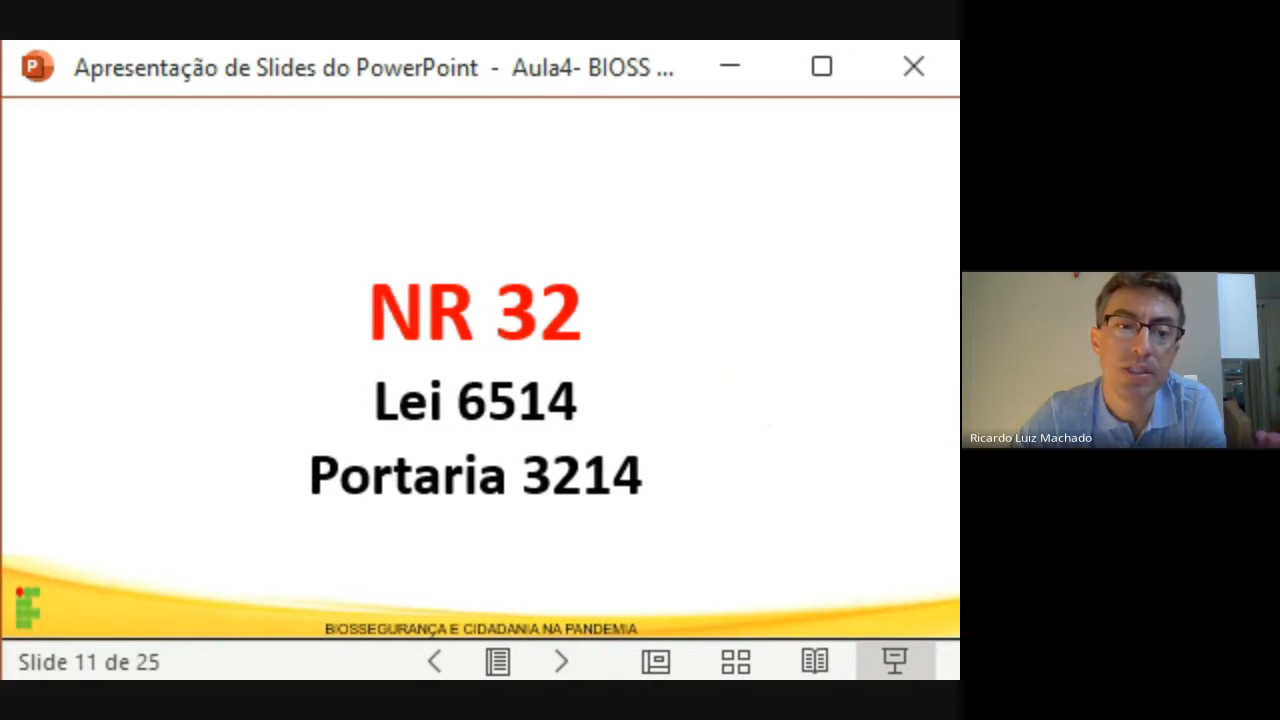 Apresentação de Slides do PowerPoint - Aula4- BIOSS ...
NR 32
Lei 6514
Portaria 3214
BIOSSEGURANÇA E CIDADANIA NA PANDEMIA
Slide 11 de 25
Ricardo Luiz Machado